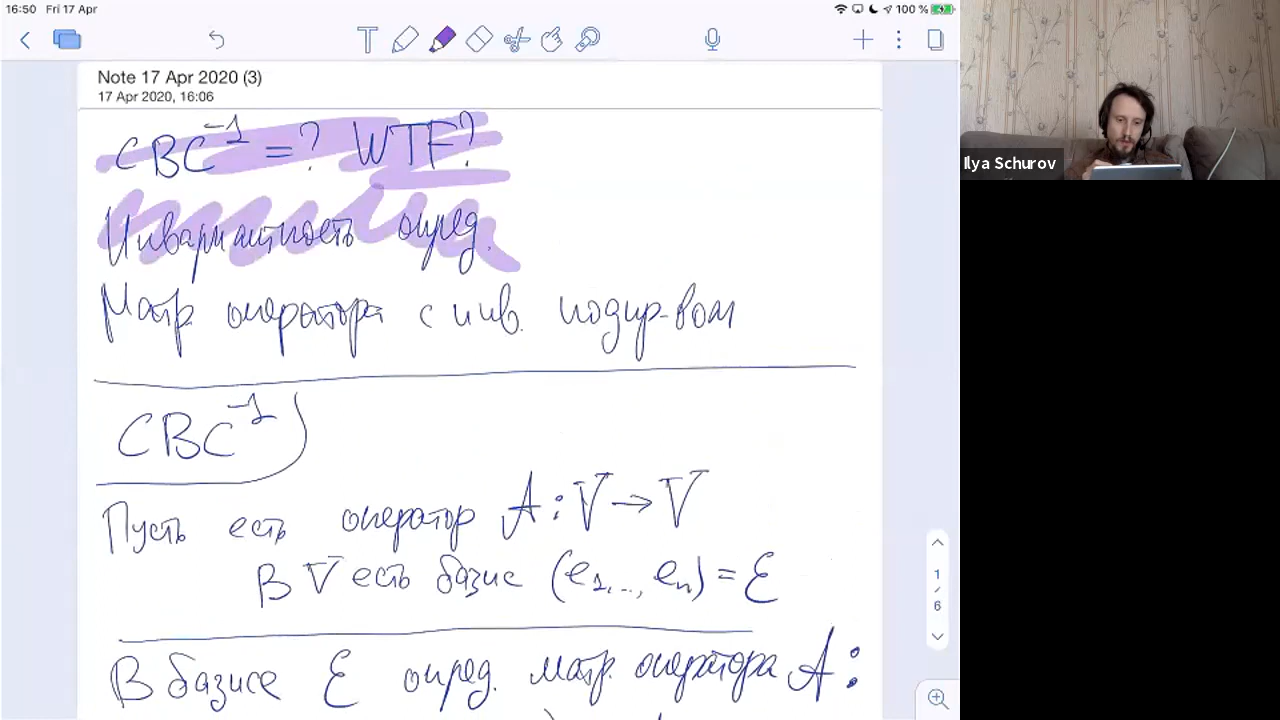 16:50 Fri 17 Apr
100 %
T
Note 17 Apr 2020 (3)
17 Apr 2020, 16:06
CBC⁻¹ = ? WTF?
Инвариантность опред.
Матр. оператора с инв. подпр-вом
CBC⁻¹
Пусть есть оператор A : V → V
В V есть базис (e₁,..., eₙ) = ℰ
В базисе ℰ опред. матр. оператора A :
1 / 6
Ilya Schurov